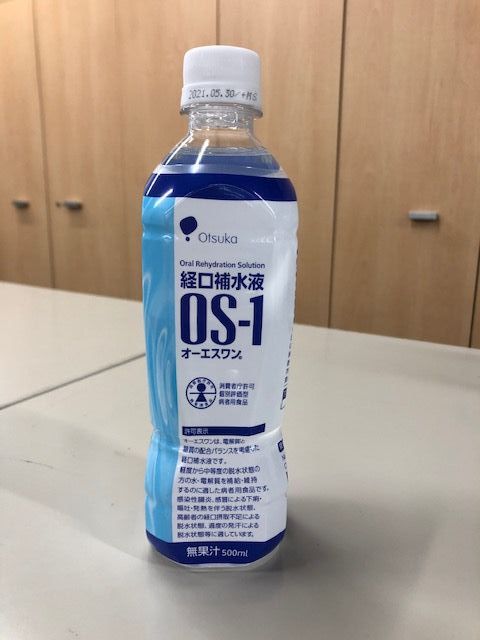 2021.05.30/+MS
Otsuka
Oral Rehydration Solution
経口補水液
OS-1
オーエスワン®
消費者庁許可
個別評価型
病者用食品
許可表示
オーエスワンは、電解質と
糖質の配合バランスを考慮した
経口補水液です。
軽度から中等度の脱水状態の
方の水・電解質を補給・維持
するのに適した病者用食品です。
感染性腸炎、感冒による下痢・
嘔吐・発熱を伴う脱水状態、
高齢者の経口摂取不足による
脱水状態、過度の発汗による
脱水状態等に適しています。
無果汁 500ml